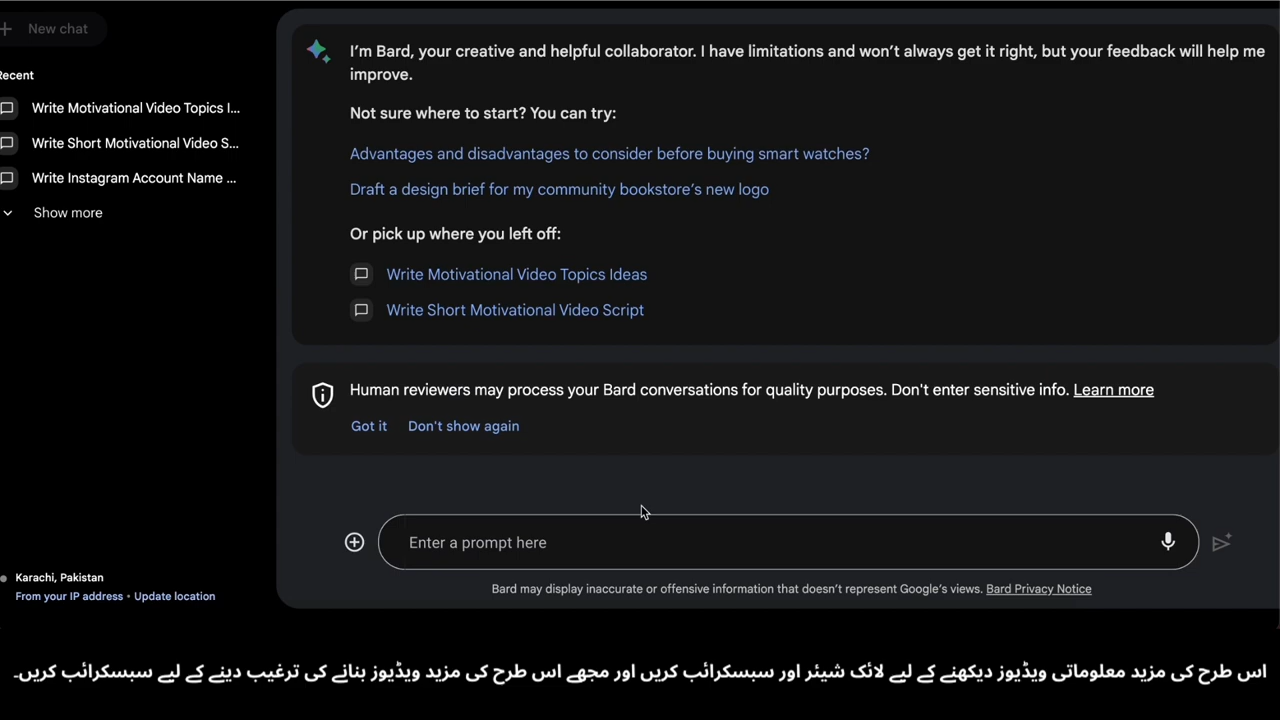 New chat
Recent
Write Motivational Video Topics I...
Write Short Motivational Video S...
Write Instagram Account Name ...
Show more
I'm Bard, your creative and helpful collaborator. I have limitations and won't always get it right, but your feedback will help me
improve.
Not sure where to start? You can try:
Advantages and disadvantages to consider before buying smart watches?
Draft a design brief for my community bookstore's new logo
Or pick up where you left off:
Write Motivational Video Topics Ideas
Write Short Motivational Video Script
Human reviewers may process your Bard conversations for quality purposes. Don't enter sensitive info. Learn more
Got it Don't show again
Enter a prompt here
Bard may display inaccurate or offensive information that doesn't represent Google's views. Bard Privacy Notice
Karachi, Pakistan
From your IP address • Update location
اس طرح کی مزید معلوماتی ویڈیوز دیکھنے کے لیے لائک شیئر اور سبسکرائب کریں اور مجھے اس طرح کی مزید ویڈیوز بنانے کی ترغیب دینے کے لیے سبسکرائب کریں۔